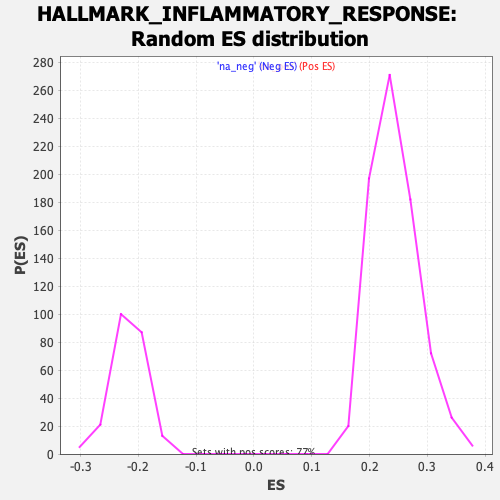 HALLMARK_INFLAMMATORY_RESPONSE:
Random ES distribution
'na_neg' (Neg ES) (Pos ES)
280
260
240
220
200
180
160
140
120
100
80
60
40
20
0
P(ES)
Sets with pos scores: 77%
-0.3 -0.2 -0.1 0.0 0.1 0.2 0.3 0.4
ES